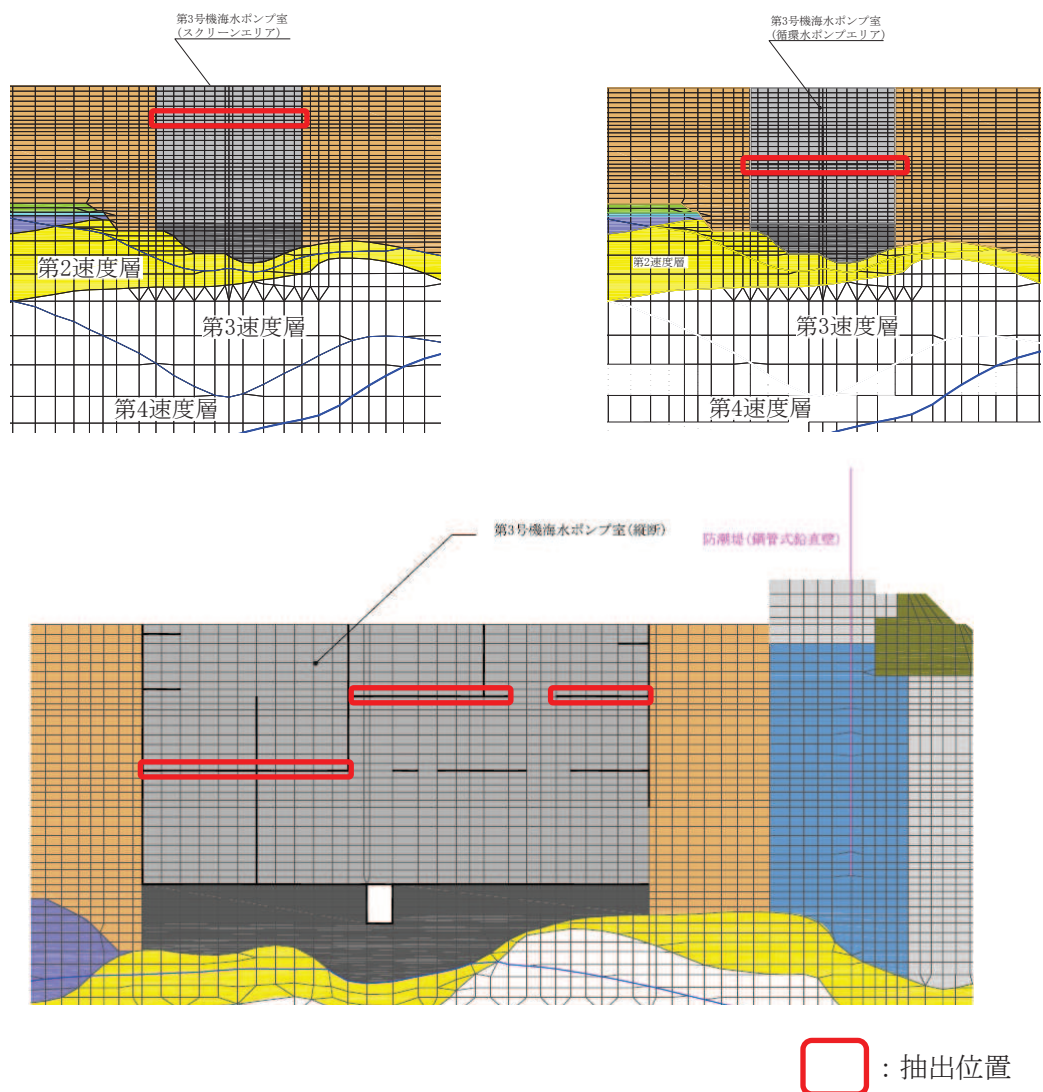 第3号機海水ポンプ室
(スクリーンエリア)
第3号機海水ポンプ室
(循環水ポンプエリア)
第2速度層
第3速度層
第4速度層
第2速度層
第3速度層
第4速度層
第3号機海水ポンプ室(縦断)
防潮堤(鋼管式鉛直壁)
：抽出位置